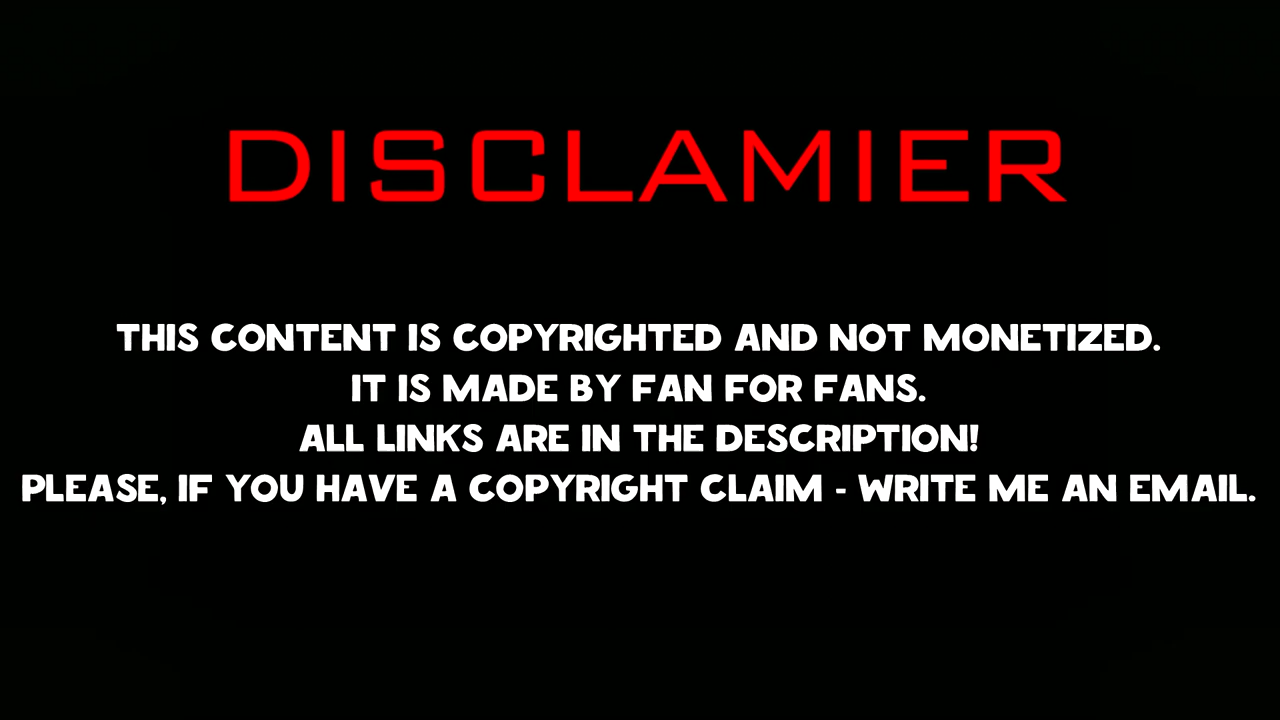 DISCLAMIER
THIS CONTENT IS COPYRIGHTED AND NOT MONETIZED.
IT IS MADE BY FAN FOR FANS.
ALL LINKS ARE IN THE DESCRIPTION!
PLEASE, IF YOU HAVE A COPYRIGHT CLAIM - WRITE ME AN EMAIL.